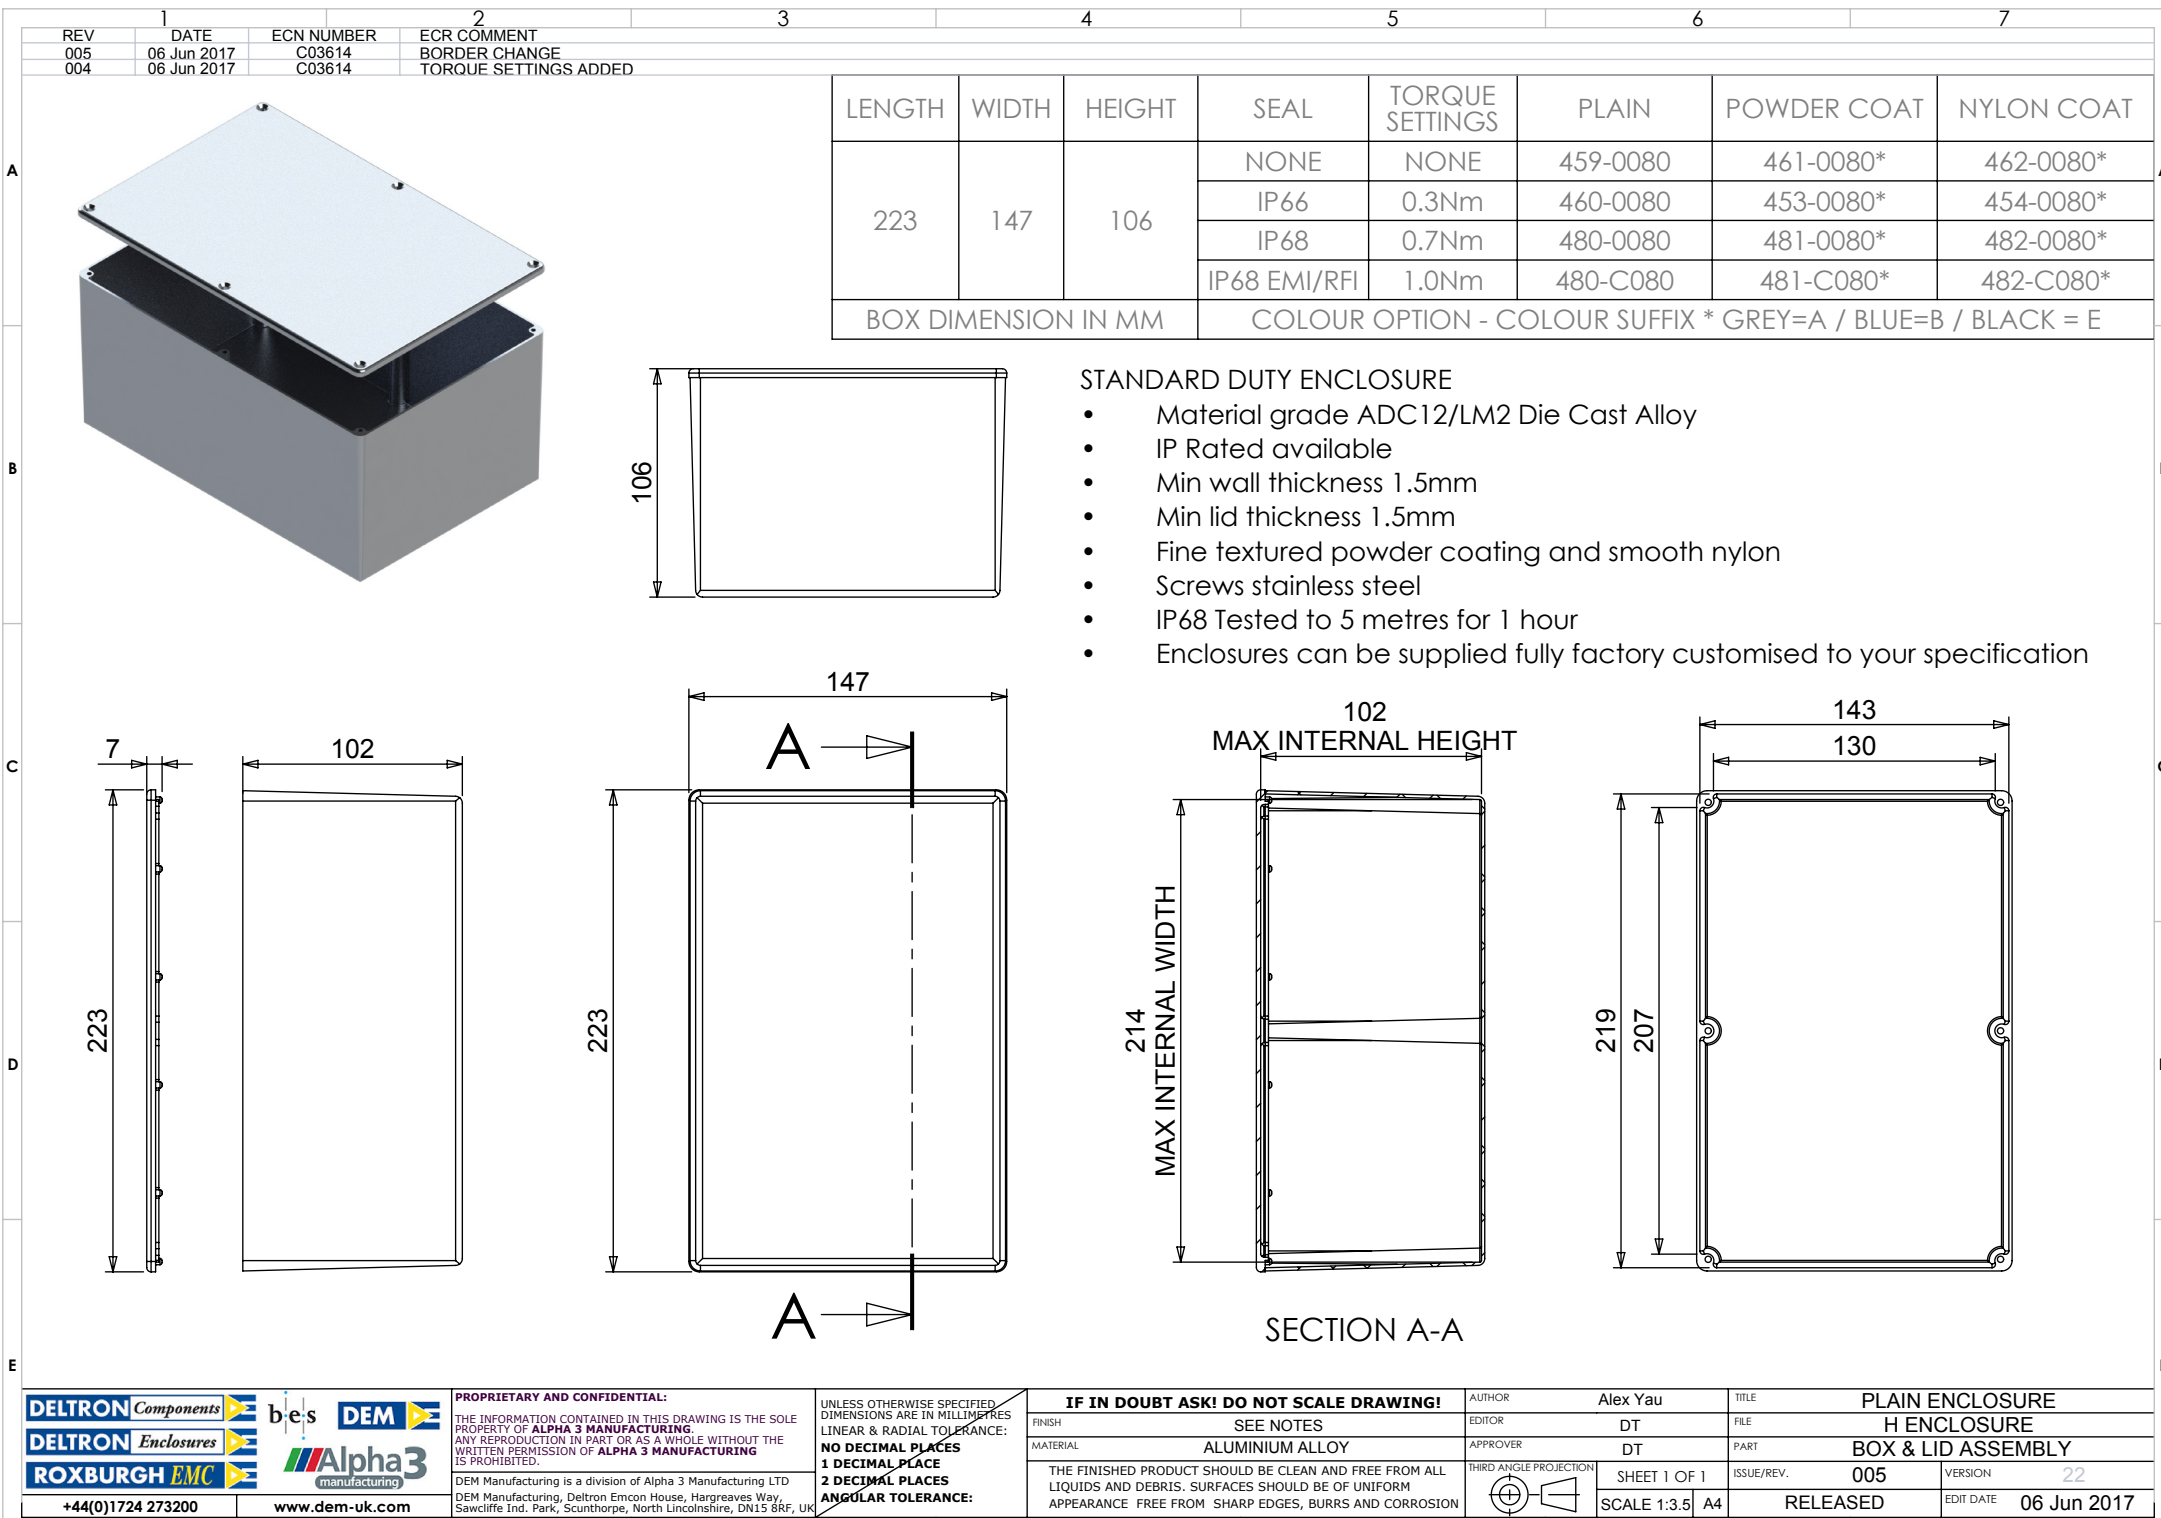 1 2 3 4 5 6 7
REV DATE ECN NUMBER ECR COMMENT
005 06 Jun 2017 C03614 BORDER CHANGE
004 06 Jun 2017 C03614 TORQUE SETTINGS ADDED
LENGTH WIDTH HEIGHT SEAL TORQUE SETTINGS PLAIN POWDER COAT NYLON COAT
223 147 106
NONE NONE 459-0080 461-0080* 462-0080*
IP66 0.3Nm 460-0080 453-0080* 454-0080*
IP68 0.7Nm 480-0080 481-0080* 482-0080*
IP68 EMI/RFI 1.0Nm 480-C080 481-C080* 482-C080*
BOX DIMENSION IN MM COLOUR OPTION - COLOUR SUFFIX * GREY=A / BLUE=B / BLACK = E
A
B
C
D
E
106
STANDARD DUTY ENCLOSURE
• Material grade ADC12/LM2 Die Cast Alloy
• IP Rated available
• Min wall thickness 1.5mm
• Min lid thickness 1.5mm
• Fine textured powder coating and smooth nylon
• Screws stainless steel
• IP68 Tested to 5 metres for 1 hour
• Enclosures can be supplied fully factory customised to your specification
7
102
223
147
A
223
A
102
MAX INTERNAL HEIGHT
214
MAX INTERNAL WIDTH
SECTION A-A
143
130
219
207
DELTRON Components
DELTRON Enclosures
ROXBURGH EMC
b·e·s
DEM
Alpha3
manufacturing
+44(0)1724 273200
www.dem-uk.com
PROPRIETARY AND CONFIDENTIAL:
THE INFORMATION CONTAINED IN THIS DRAWING IS THE SOLE
PROPERTY OF ALPHA 3 MANUFACTURING.
ANY REPRODUCTION IN PART OR AS A WHOLE WITHOUT THE
WRITTEN PERMISSION OF ALPHA 3 MANUFACTURING
IS PROHIBITED.
DEM Manufacturing is a division of Alpha 3 Manufacturing LTD
DEM Manufacturing, Deltron Emcon House, Hargreaves Way,
Sawcliffe Ind. Park, Scunthorpe, North Lincolnshire, DN15 8RF, UK
UNLESS OTHERWISE SPECIFIED
DIMENSIONS ARE IN MILLIMETRES
LINEAR & RADIAL TOLERANCE:
NO DECIMAL PLACES
1 DECIMAL PLACE
2 DECIMAL PLACES
ANGULAR TOLERANCE:
IF IN DOUBT ASK! DO NOT SCALE DRAWING!
FINISH SEE NOTES
MATERIAL ALUMINIUM ALLOY
THE FINISHED PRODUCT SHOULD BE CLEAN AND FREE FROM ALL
LIQUIDS AND DEBRIS. SURFACES SHOULD BE OF UNIFORM
APPEARANCE FREE FROM SHARP EDGES, BURRS AND CORROSION
AUTHOR Alex Yau
EDITOR DT
APPROVER DT
THIRD ANGLE PROJECTION
SHEET 1 OF 1
SCALE 1:3.5 A4
TITLE PLAIN ENCLOSURE
FILE H ENCLOSURE
PART BOX & LID ASSEMBLY
ISSUE/REV. 005 VERSION 22
RELEASED EDIT DATE 06 Jun 2017